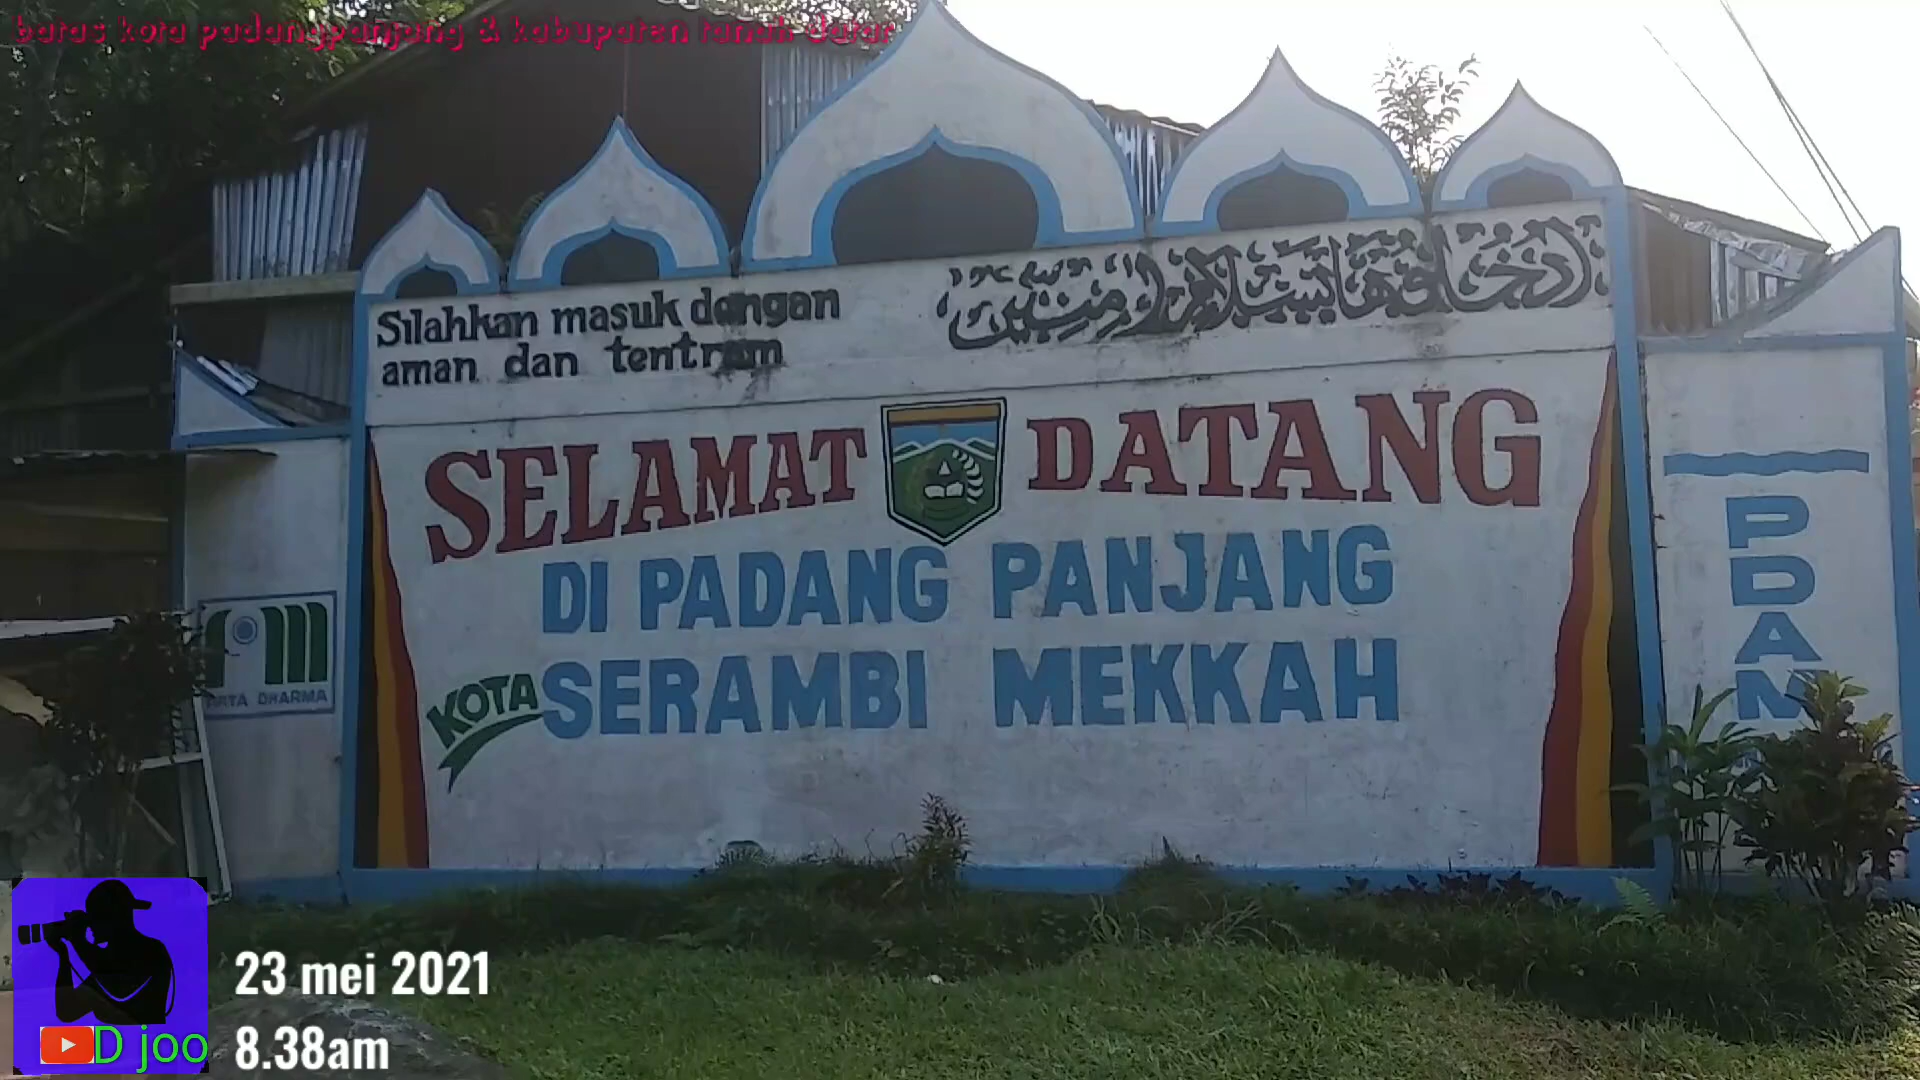 batas kota padangpanjang & kabupaten tanah datar
Silahkan masuk dengan
aman dan tentram
SELAMAT DATANG
DI PADANG PANJANG
KOTA SERAMBI MEKKAH
TIRTA DHARMA
PDAM
23 mei 2021
8.38am
D joo